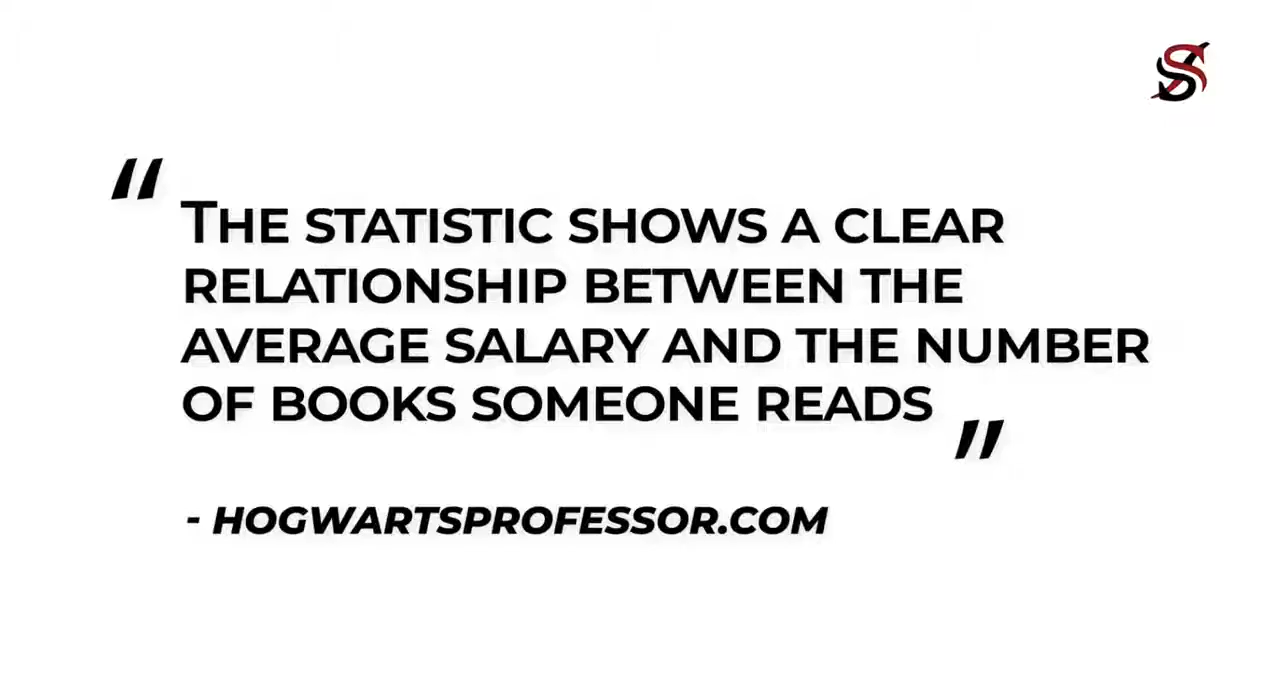 “ THE STATISTIC SHOWS A CLEAR
RELATIONSHIP BETWEEN THE
AVERAGE SALARY AND THE NUMBER
OF BOOKS SOMEONE READS ”
- HOGWARTSPROFESSOR.COM